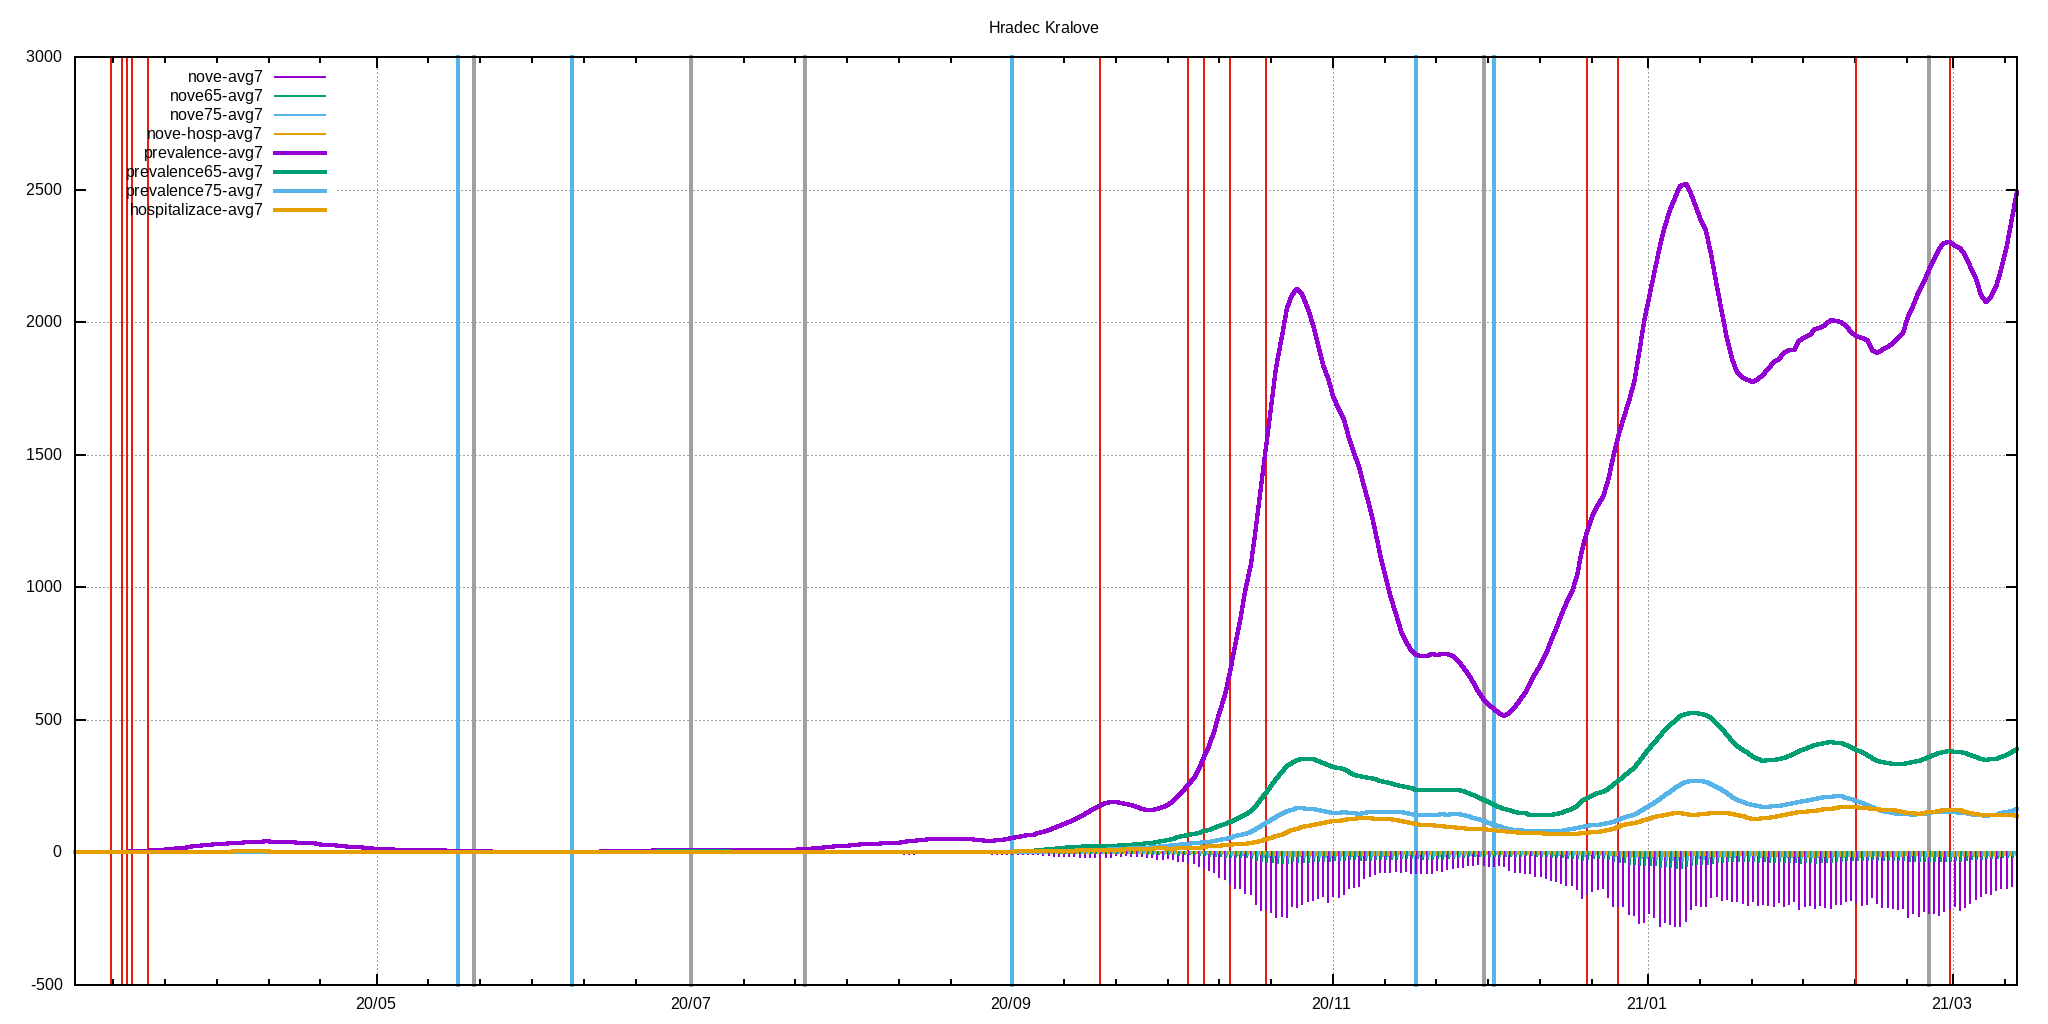 Hradec Kralove
3000
2500
2000
1500
1000
500
0
-500
nove-avg7
nove65-avg7
nove75-avg7
nove-hosp-avg7
prevalence-avg7
prevalence65-avg7
prevalence75-avg7
hospitalizace-avg7
20/05 20/07 20/09 20/11 21/01 21/03